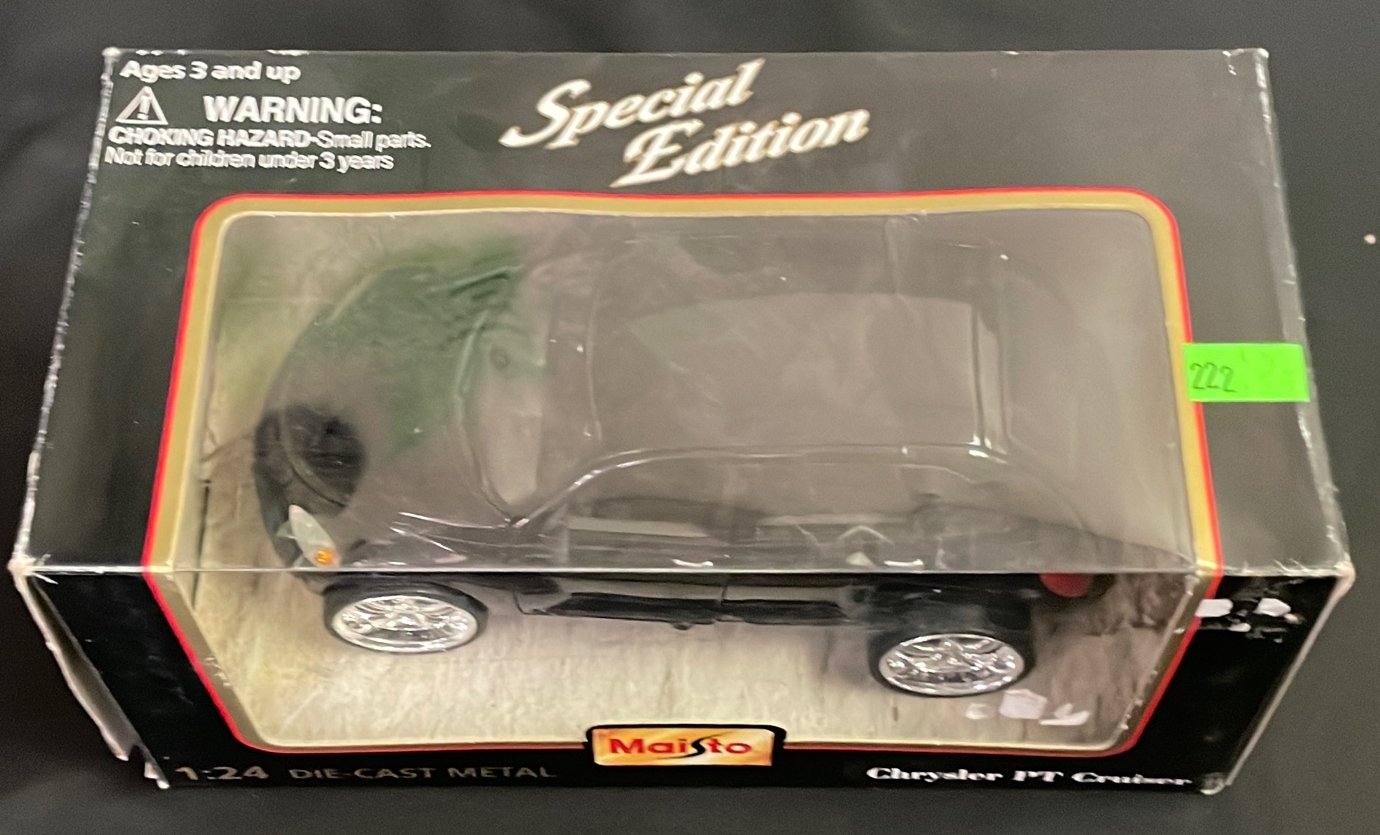 Ages 3 and up
WARNING:
CHOKING HAZARD-Small parts.
Not for children under 3 years
Special
Edition
222
Maisto
1:24 DIE-CAST METAL
Chrysler PT Cruiser